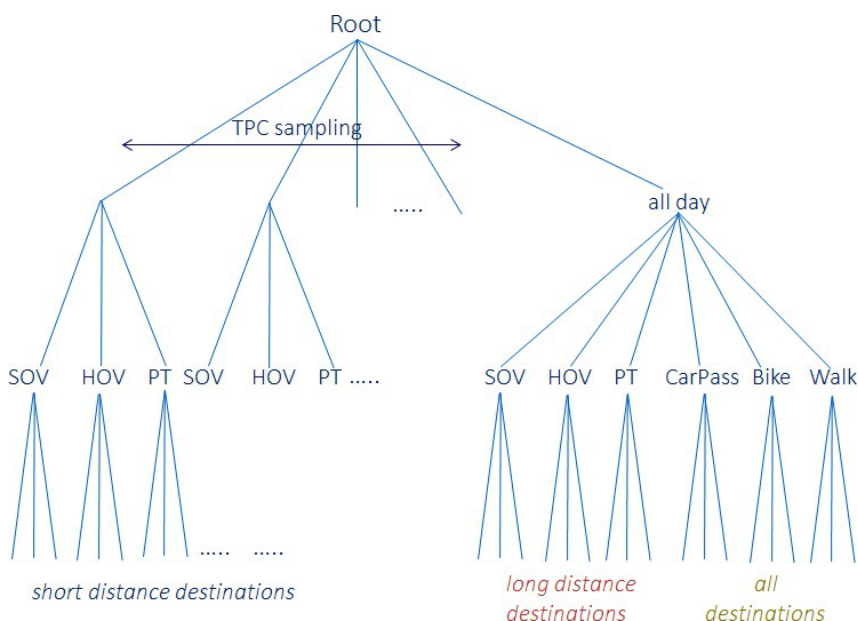 Root
TPC sampling
.....
all day
SOV HOV PT SOV HOV PT ..... SOV HOV PT CarPass Bike Walk
..... .....
short distance destinations
long distance
destinations
all
destinations